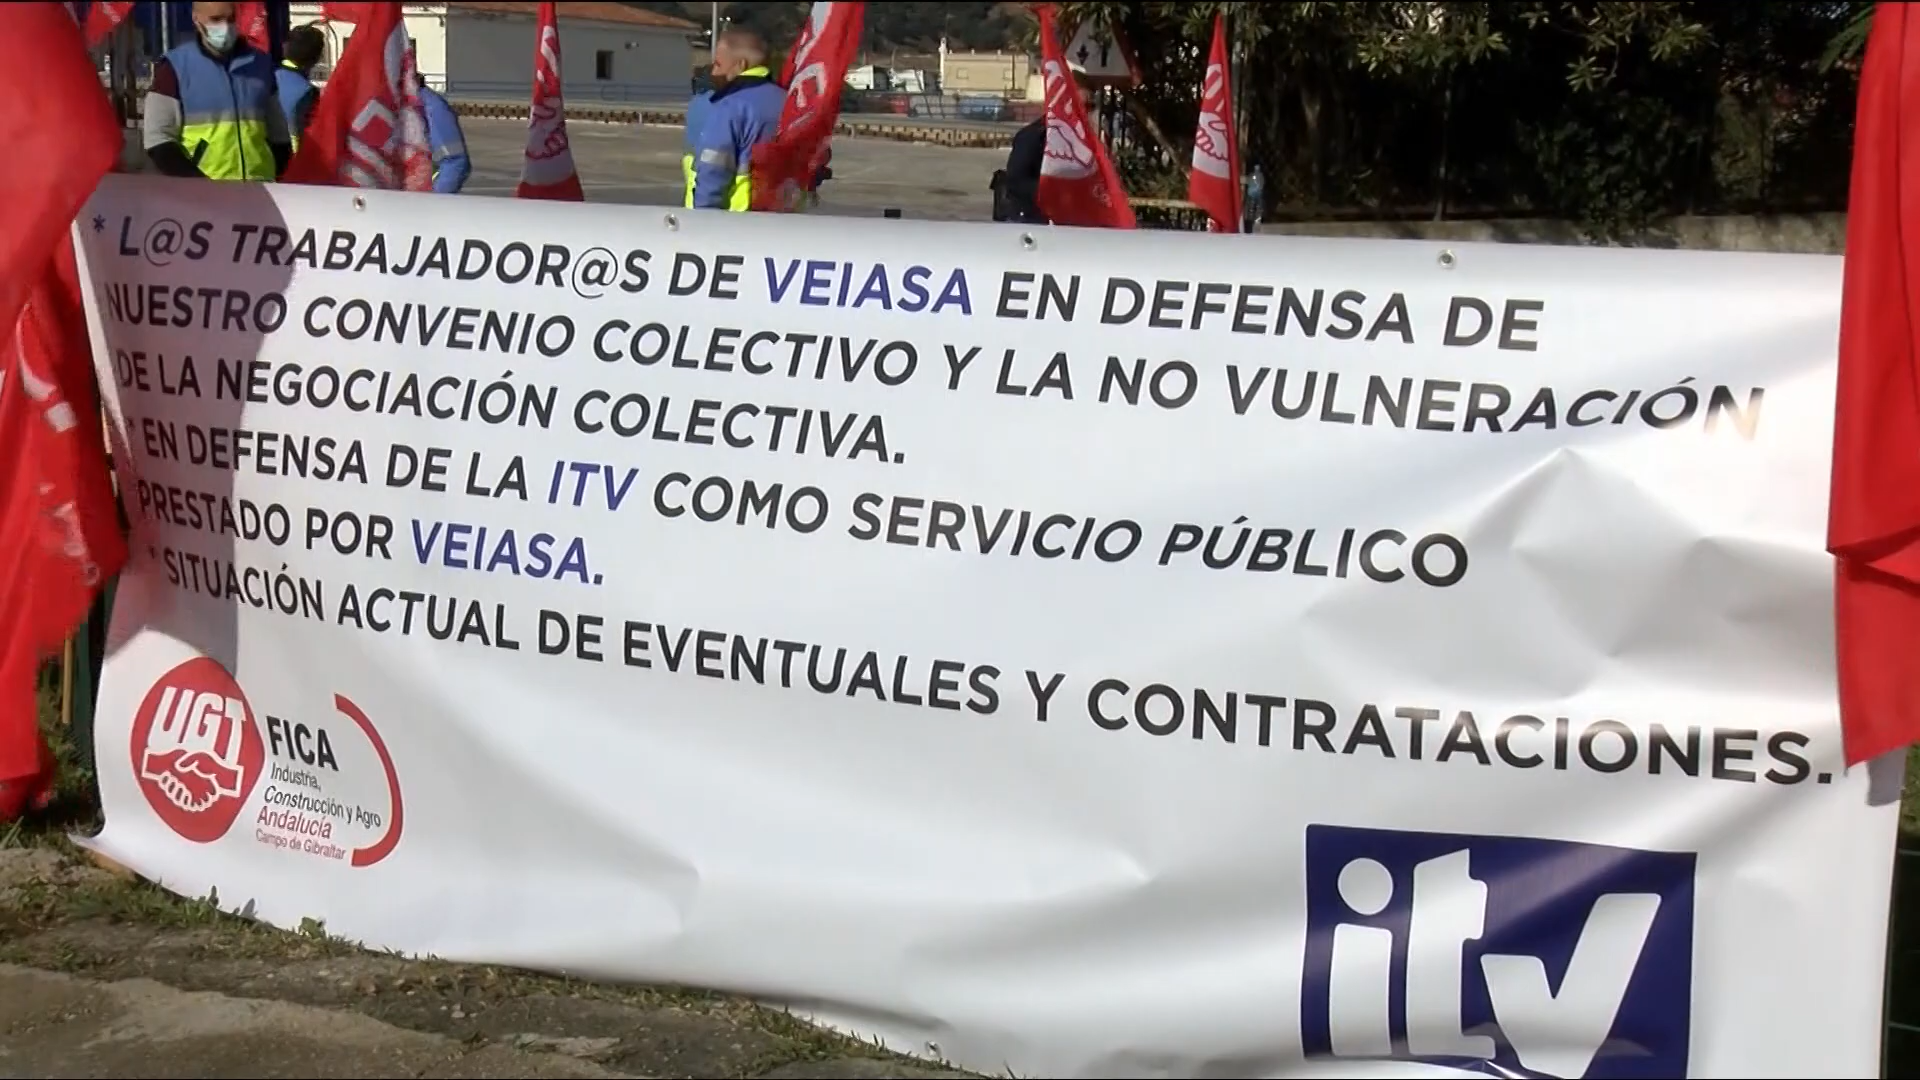 * L@S TRABAJADOR@S DE VEIASA EN DEFENSA DE
NUESTRO CONVENIO COLECTIVO Y LA NO VULNERACIÓN
DE LA NEGOCIACIÓN COLECTIVA.
* EN DEFENSA DE LA ITV COMO SERVICIO PÚBLICO
PRESTADO POR VEIASA.
* SITUACIÓN ACTUAL DE EVENTUALES Y CONTRATACIONES.
UGT
FICA
Industria,
Construcción y Agro
Andalucía
Campo de Gibraltar
itv